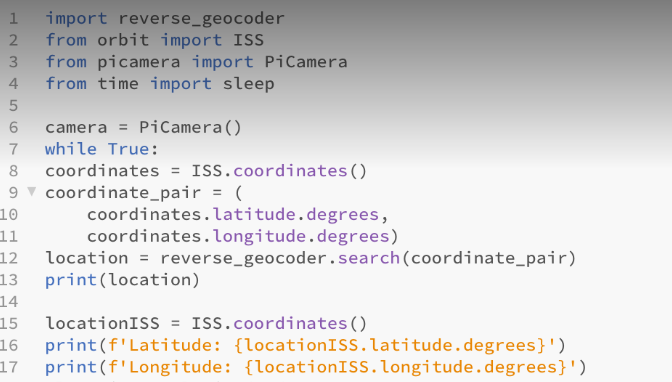 1 import reverse_geocoder
2 from orbit import ISS
3 from picamera import PiCamera
4 from time import sleep
5
6 camera = PiCamera()
7 while True:
8 coordinates = ISS.coordinates()
9 coordinate_pair = (
10     coordinates.latitude.degrees,
11     coordinates.longitude.degrees)
12 location = reverse_geocoder.search(coordinate_pair)
13 print(location)
14
15 locationISS = ISS.coordinates()
16 print(f'Latitude: {locationISS.latitude.degrees}')
17 print(f'Longitude: {locationISS.longitude.degrees}')